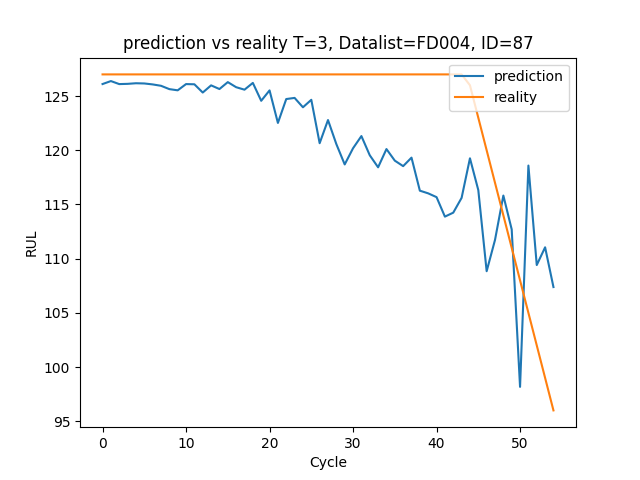 prediction vs reality T=3, Datalist=FD004, ID=87
prediction
reality
RUL
125
120
115
110
105
100
95
0 10 20 30 40 50
Cycle